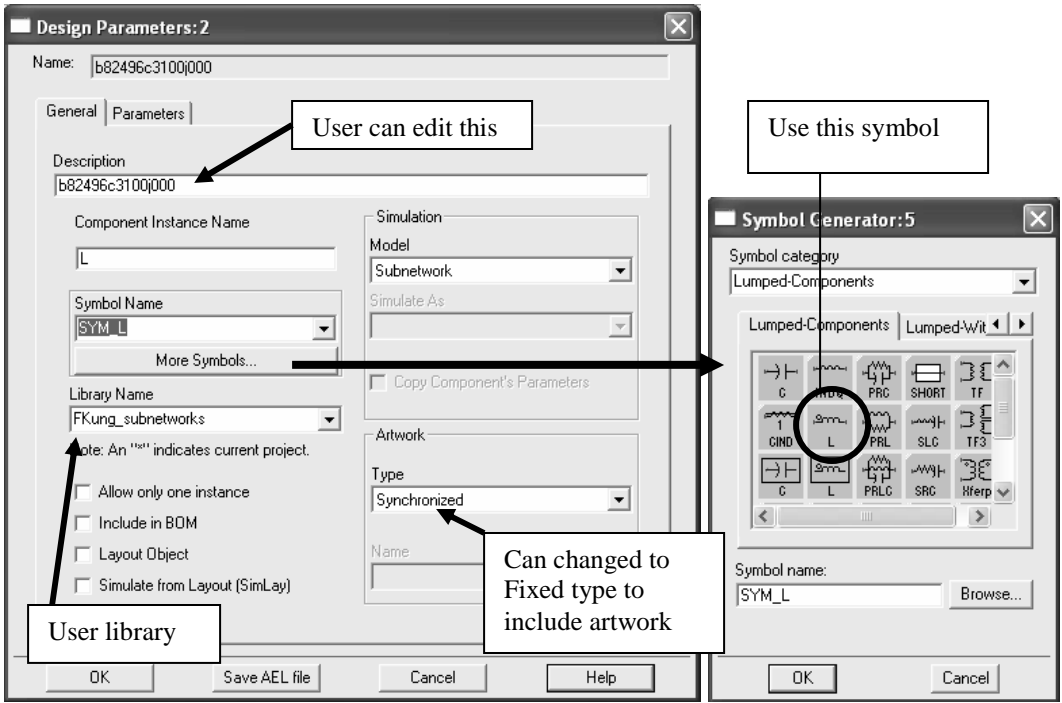 Design Parameters:2
Name: b82496c3100j000
General Parameters
User can edit this
Description
b82496c3100j000
Component Instance Name
L
Symbol Name
SYM_L
More Symbols...
Library Name
FKung_subnetworks
Note: An "*" indicates current project.
Allow only one instance
Include in BOM
Layout Object
Simulate from Layout (SimLay)
User library
Simulation
Model
Subnetwork
Simulate As
Copy Component's Parameters
Artwork
Type
Synchronized
Name
Can changed to
Fixed type to
include artwork
OK Save AEL file Cancel Help
Use this symbol
Symbol Generator:5
Symbol category
Lumped-Components
Lumped-Components Lumped-Wit
C INDQ PRC SHORT TF
1
CIND L PRL SLC TF3
C L PRLC SRC Xferp
Symbol name:
SYM_L Browse...
OK Cancel